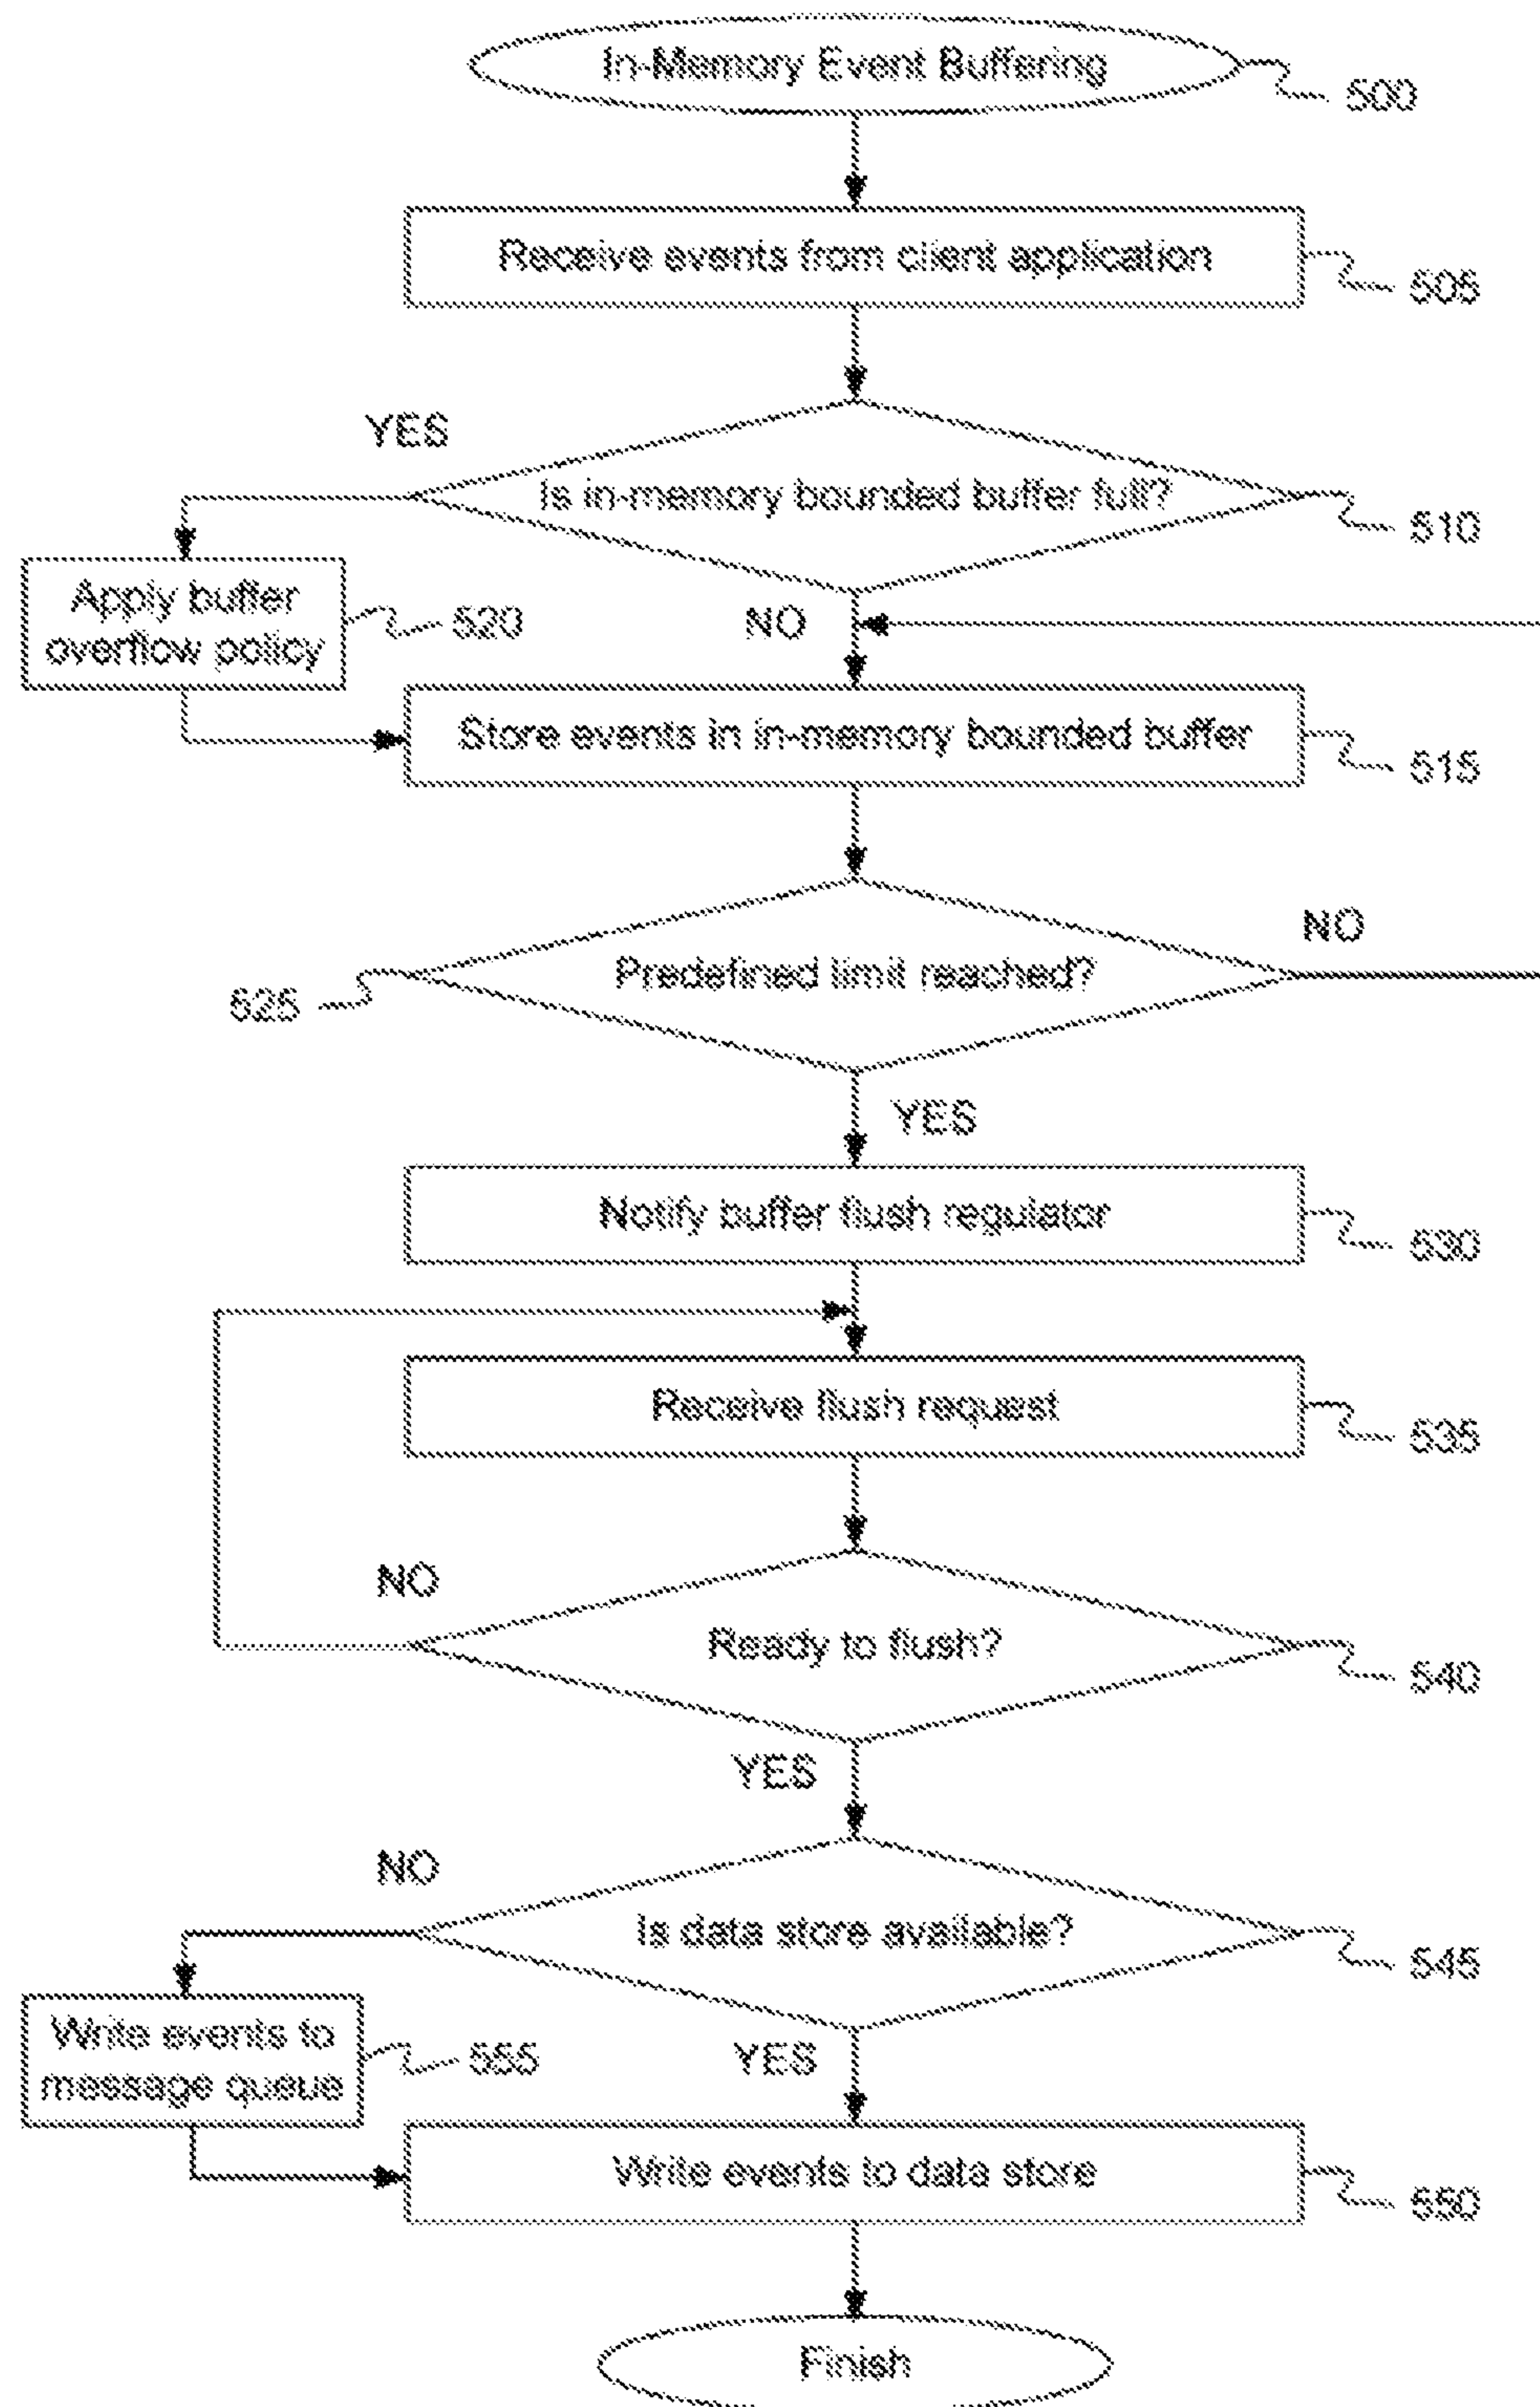 In-Memory Event Buffering
500
Receive events from client application
505
YES
Is in-memory bounded buffer full?
510
Apply buffer
overflow policy
520
NO
Store events in in-memory bounded buffer
515
NO
Predefined limit reached?
525
YES
Notify buffer flush regulator
530
Receive flush request
535
NO
Ready to flush?
540
YES
NO
Is data store available?
545
Write events to
message queue
555
YES
Write events to data store
550
Finish